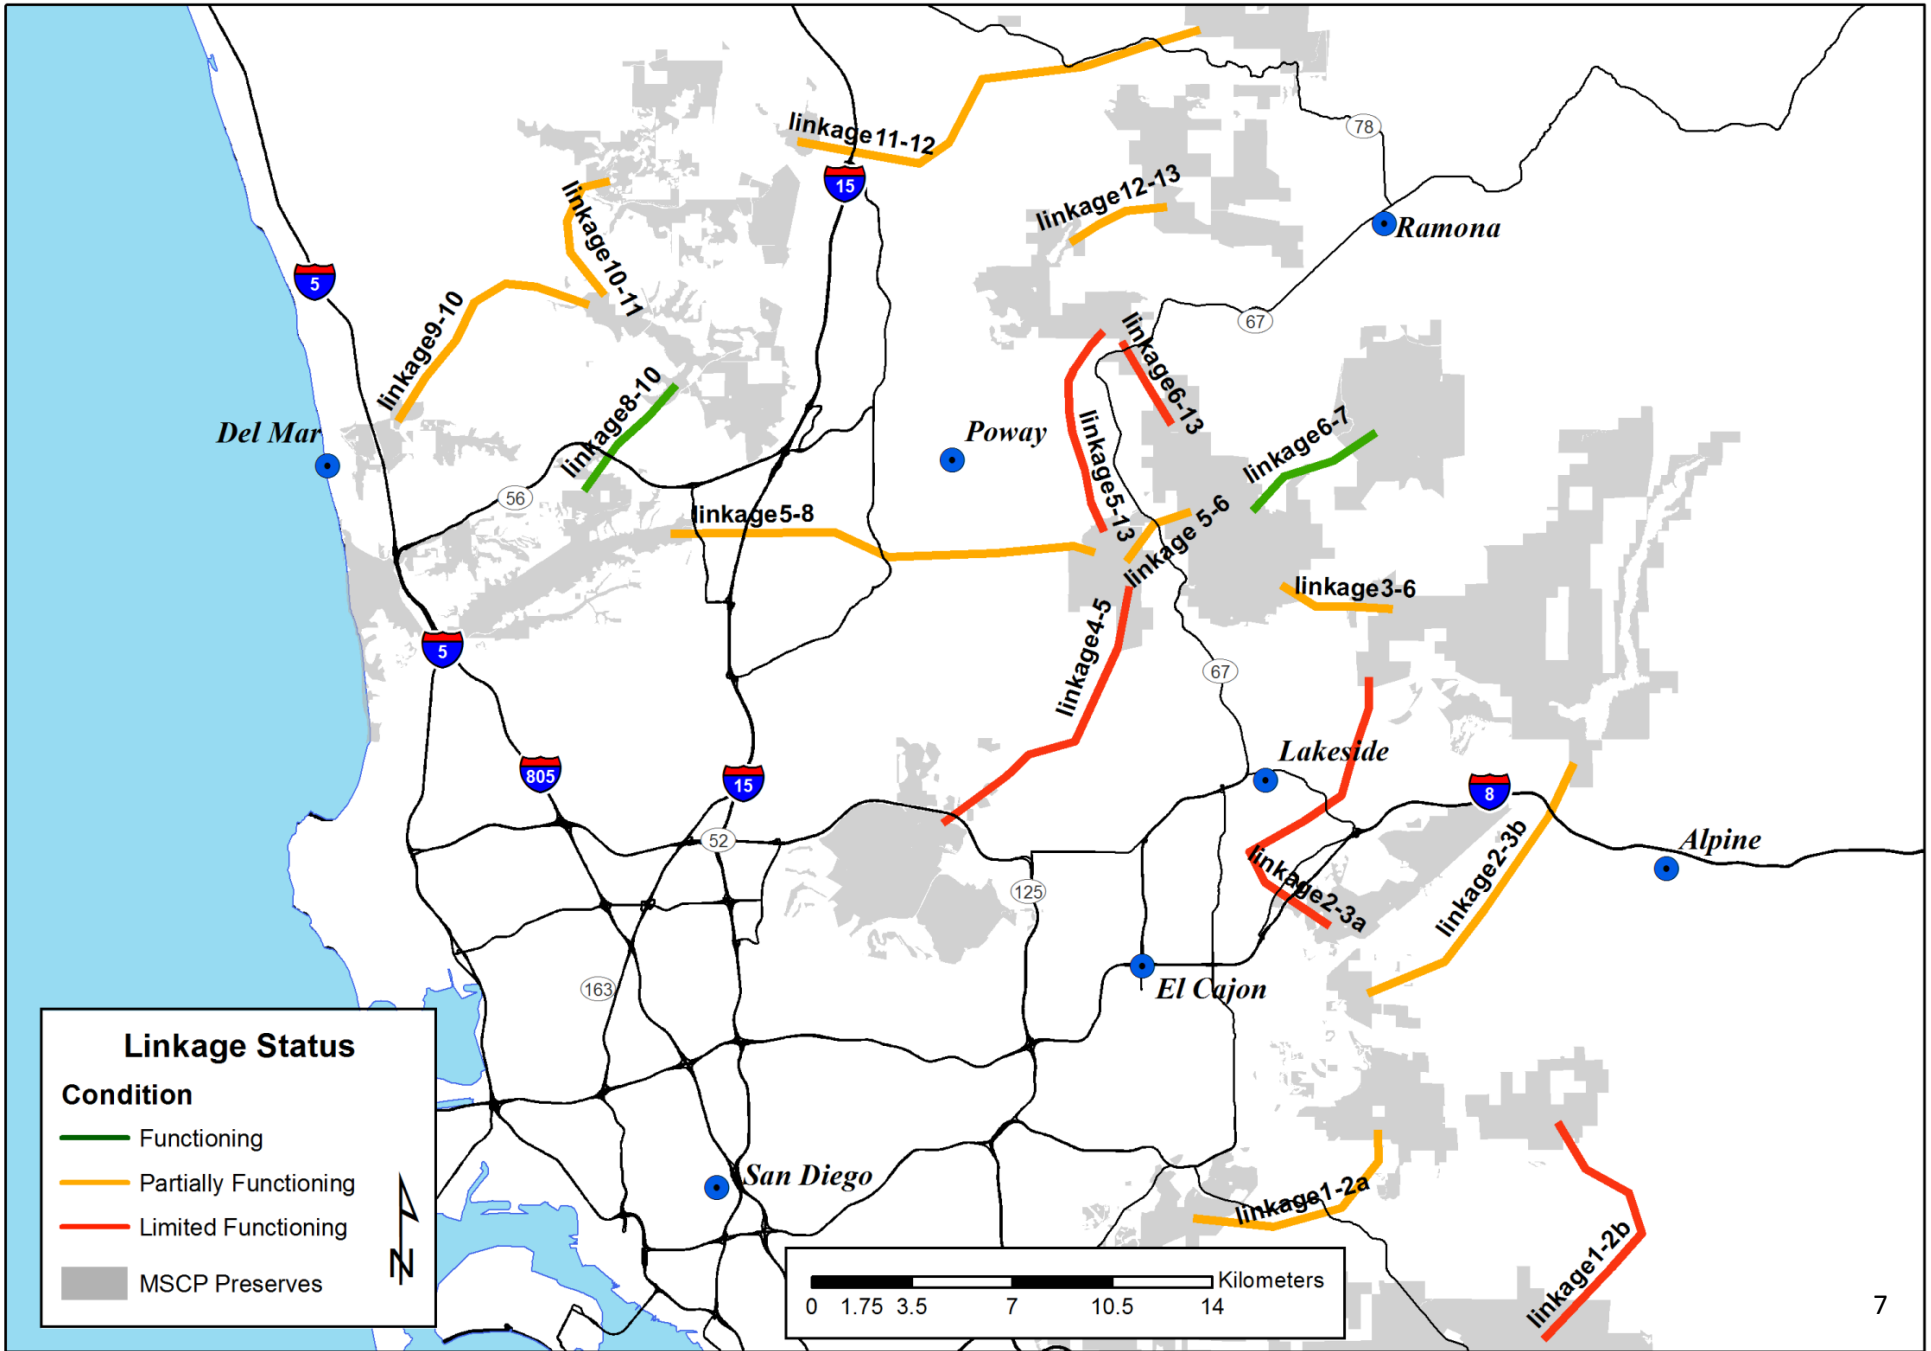 linkage11-12
78
15
linkage12-13
linkage10-11
Ramona
5
linkage9-10
67
linkage6-13
linkage8-10
Del Mar
Poway
linkage5-13
linkage6-7
56
linkage5-8
linkage 5-6
linkage3-6
5
linkage4-5
67
Lakeside
805
15
8
52
Alpine
linkage2-3b
125
linkage2-3a
163
El Cajon
Linkage Status
Condition
Functioning
Partially Functioning
Limited Functioning
MSCP Preserves
N
San Diego
linkage1-2a
linkage1-2b
Kilometers
0 1.75 3.5 7 10.5 14
7